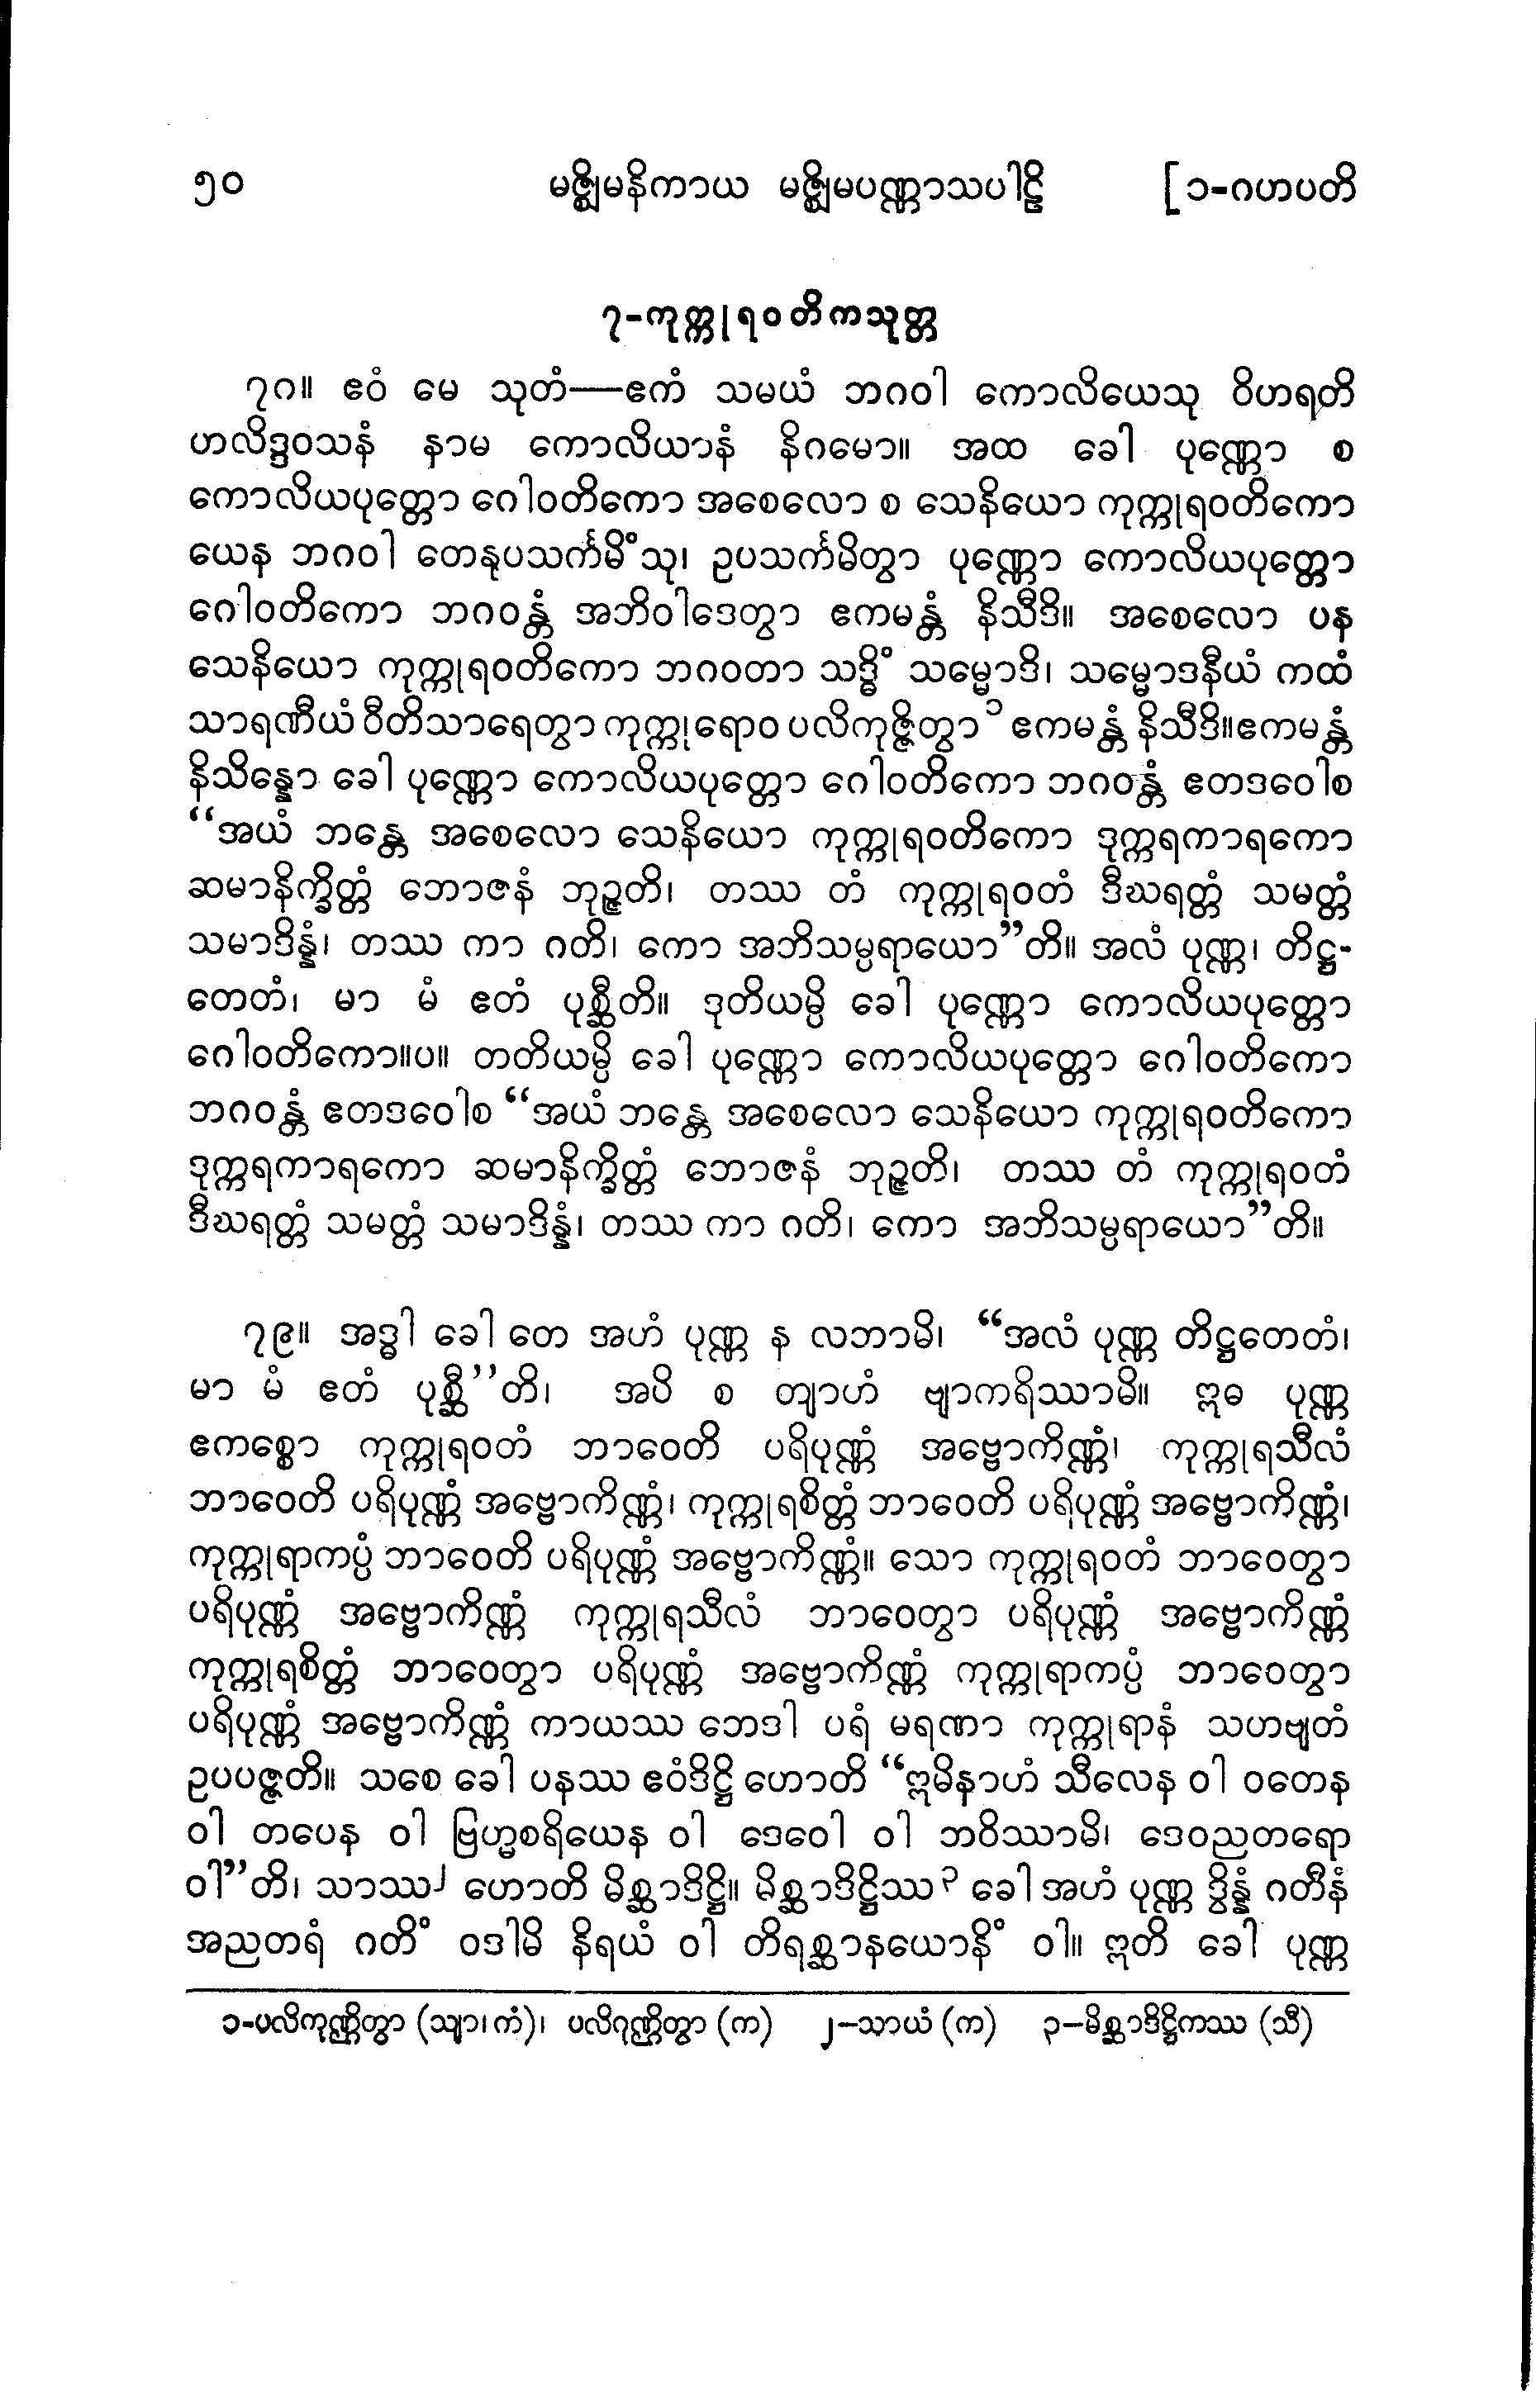 ၅၀ မဇ္ဈိမနိကာယ မဇ္ဈိမပဏ္ဏာသပါဠိ [ ၁-ဂဟပတိ
၇-ကုက္ကုရဝတိကသုတ္တ
၇၈။ ဧဝံ မေ သုတံ—ဧကံ သမယံ ဘဂဝါ ကောလိယေသု ဝိဟရတိ
ဟလိဒ္ဒဝသနံ နာမ ကောလိယာနံ နိဂမော။ အထ ခေါ ပုဏ္ဏော စ
ကောလိယပုတ္တော ဂေါဝတိကော အစေလော စ သေနိယော ကုက္ကုရဝတိကော
ယေန ဘဂဝါ တေနုပသင်္ကမိံသု၊ ဥပသင်္ကမိတွာ ပုဏ္ဏော ကောလိယပုတ္တော
ဂေါဝတိကော ဘဂဝန္တံ အဘိဝါဒေတွာ ဧကမန္တံ နိသီဒိ။ အစေလော ပန
သေနိယော ကုက္ကုရဝတိကော ဘဂဝတာ သဒ္ဓိံ သမ္မောဒိ၊ သမ္မောဒနီယံ ကထံ
သာရဏီယံ ဝီတိသာရေတွာ ကုက္ကုရောဝ ပလိကုဇ္ဇိတွာ ၁ ဧကမန္တံ နိသီဒိ။ဧကမန္တံ
နိသိန္နော ခေါ ပုဏ္ဏော ကောလိယပုတ္တော ဂေါဝတိကော ဘဂဝန္တံ ဧတဒဝေါစ
“အယံ ဘန္တေ အစေလော သေနိယော ကုက္ကုရဝတိကော ဒုက္ကရကာရကော
ဆမာနိက္ခိတ္တံ ဘောဇနံ ဘုဉ္ဇတိ၊ တဿ တံ ကုက္ကုရဝတံ ဒီဃရတ္တံ သမတ္တံ
သမာဒိန္နံ၊ တဿ ကာ ဂတိ၊ ကော အဘိသမ္ပရာယော”တိ။ အလံ ပုဏ္ဏ၊ တိဋ္ဌ-
တေတံ၊ မာ မံ ဧတံ ပုစ္ဆီတိ။ ဒုတိယမ္ပိ ခေါ ပုဏ္ဏော ကောလိယပုတ္တော
ဂေါဝတိကော။ပ။ တတိယမ္ပိ ခေါ ပုဏ္ဏော ကောလိယပုတ္တော ဂေါဝတိကော
ဘဂဝန္တံ ဧတဒဝေါစ “အယံ ဘန္တေ အစေလော သေနိယော ကုက္ကုရဝတိကော
ဒုက္ကရကာရကော ဆမာနိက္ခိတ္တံ ဘောဇနံ ဘုဉ္ဇတိ၊ တဿ တံ ကုက္ကုရဝတံ
ဒီဃရတ္တံ သမတ္တံ သမာဒိန္နံ၊ တဿ ကာ ဂတိ၊ ကော အဘိသမ္ပရာယော”တိ။
၇၉။ အဒ္ဓါ ခေါ တေ အဟံ ပုဏ္ဏ န လဘာမိ၊ “အလံ ပုဏ္ဏ တိဋ္ဌတေတံ၊
မာ မံ ဧတံ ပုစ္ဆီ”တိ၊ အပိ စ တျာဟံ ဗျာကရိဿာမိ။ ဣဓ ပုဏ္ဏ
ဧကစ္စော ကုက္ကုရဝတံ ဘာဝေတိ ပရိပုဏ္ဏံ အဗ္ဗောကိဏ္ဏံ၊ ကုက္ကုရသီလံ
ဘာဝေတိ ပရိပုဏ္ဏံ အဗ္ဗောကိဏ္ဏံ၊ ကုက္ကုရစိတ္တံ ဘာဝေတိ ပရိပုဏ္ဏံ အဗ္ဗောကိဏ္ဏံ၊
ကုက္ကုရာကပ္ပံ ဘာဝေတိ ပရိပုဏ္ဏံ အဗ္ဗောကိဏ္ဏံ။ သော ကုက္ကုရဝတံ ဘာဝေတွာ
ပရိပုဏ္ဏံ အဗ္ဗောကိဏ္ဏံ ကုက္ကုရသီလံ ဘာဝေတွာ ပရိပုဏ္ဏံ အဗ္ဗောကိဏ္ဏံ
ကုက္ကုရစိတ္တံ ဘာဝေတွာ ပရိပုဏ္ဏံ အဗ္ဗောကိဏ္ဏံ ကုက္ကုရာကပ္ပံ ဘာဝေတွာ
ပရိပုဏ္ဏံ အဗ္ဗောကိဏ္ဏံ ကာယဿ ဘေဒါ ပရံ မရဏာ ကုက္ကုရာနံ သဟဗျတံ
ဥပပဇ္ဇတိ။ သစေ ခေါ ပနဿ ဧဝံဒိဋ္ဌိ ဟောတိ “ဣမိနာဟံ သီလေန ဝါ ဝတေန
ဝါ တပေန ဝါ ဗြဟ္မစရိယေန ဝါ ဒေဝေါ ဝါ ဘဝိဿာမိ၊ ဒေဝညတရော
ဝါ”တိ၊ သာဿ၂ ဟောတိ မိစ္ဆာဒိဋ္ဌိ။ မိစ္ဆာဒိဋ္ဌိဿ ၃ ခေါ အဟံ ပုဏ္ဏ ဒွိန္နံ ဂတီနံ
အညတရံ ဂတိံ ဝဒါမိ နိရယံ ဝါ တိရစ္ဆာနယောနိံ ဝါ။ ဣတိ ခေါ ပုဏ္ဏ
၁-ပလိကုဏ္ဌိတွာ (သျာ၊ကံ)၊ ပလိဂုဏ္ဌိတွာ (က) ၂–သာယံ (က) ၃–မိစ္ဆာဒိဋ္ဌိကဿ (သီ)